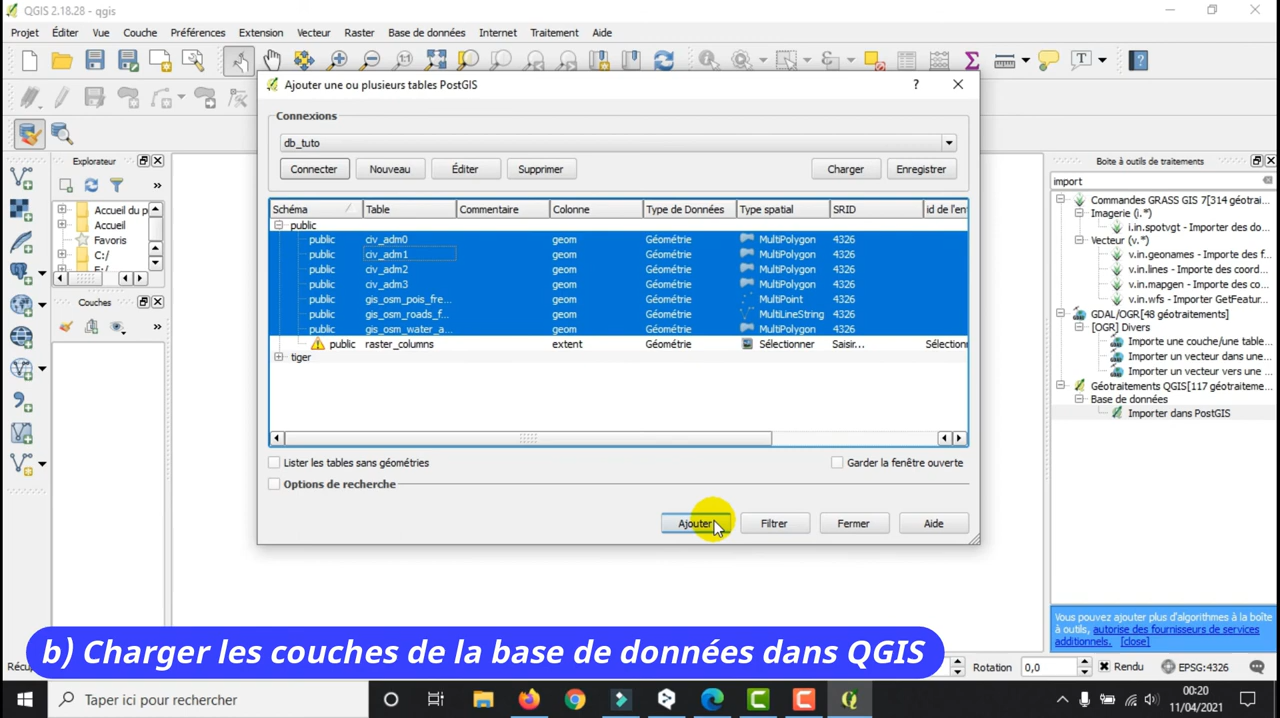 QGIS 2.18.28 - qgis
Projet Éditer Vue Couche Préférences Extension Vecteur Raster Base de données Internet Traitement Aide
Ajouter une ou plusieurs tables PostGIS
Connexions
db_tuto
Connecter Nouveau Éditer Supprimer Charger Enregistrer
Schéma Table Commentaire Colonne Type de Données Type spatial SRID id de l'ent
public
public civ_adm0 geom Géométrie MultiPolygon 4326
public civ_adm1 geom Géométrie MultiPolygon 4326
public civ_adm2 geom Géométrie MultiPolygon 4326
public civ_adm3 geom Géométrie MultiPolygon 4326
public gis_osm_pois_fre... geom Géométrie MultiPoint 4326
public gis_osm_roads_f... geom Géométrie MultiLineString 4326
public gis_osm_water_a... geom Géométrie MultiPolygon 4326
public raster_columns extent Géométrie Sélectionner Saisir... Sélectionn
tiger
Lister les tables sans géométries Garder la fenêtre ouverte
Options de recherche
Ajouter Filtrer Fermer Aide
Explorateur
Accueil du p
Accueil
Favoris
C:/
E:/
Couches
Boite à outils de traitements
import
Commandes GRASS GIS 7[314 géotrai...
Imagerie (i.*)
i.in.spotvgt - Importer des do...
Vecteur (v.*)
v.in.geonames - Importe des f...
v.in.lines - Importe des coord...
v.in.mapgen - Importe des co...
v.in.wfs - Importer GetFeatur...
GDAL/OGR[48 géotraitements]
[OGR] Divers
Importe une couche/une table...
Importer un vecteur dans une...
Importer un vecteur vers une ...
Géotraitements QGIS[117 géotraiteme...
Base de données
Importer dans PostGIS
Vous pouvez ajouter plus d'algorithmes à la boîte
à outils, autorise des fournisseurs de services
additionnels. [close]
b) Charger les couches de la base de données dans QGIS
Rotation 0,0 Rendu EPSG:4326
Taper ici pour rechercher
00:20
11/04/2021